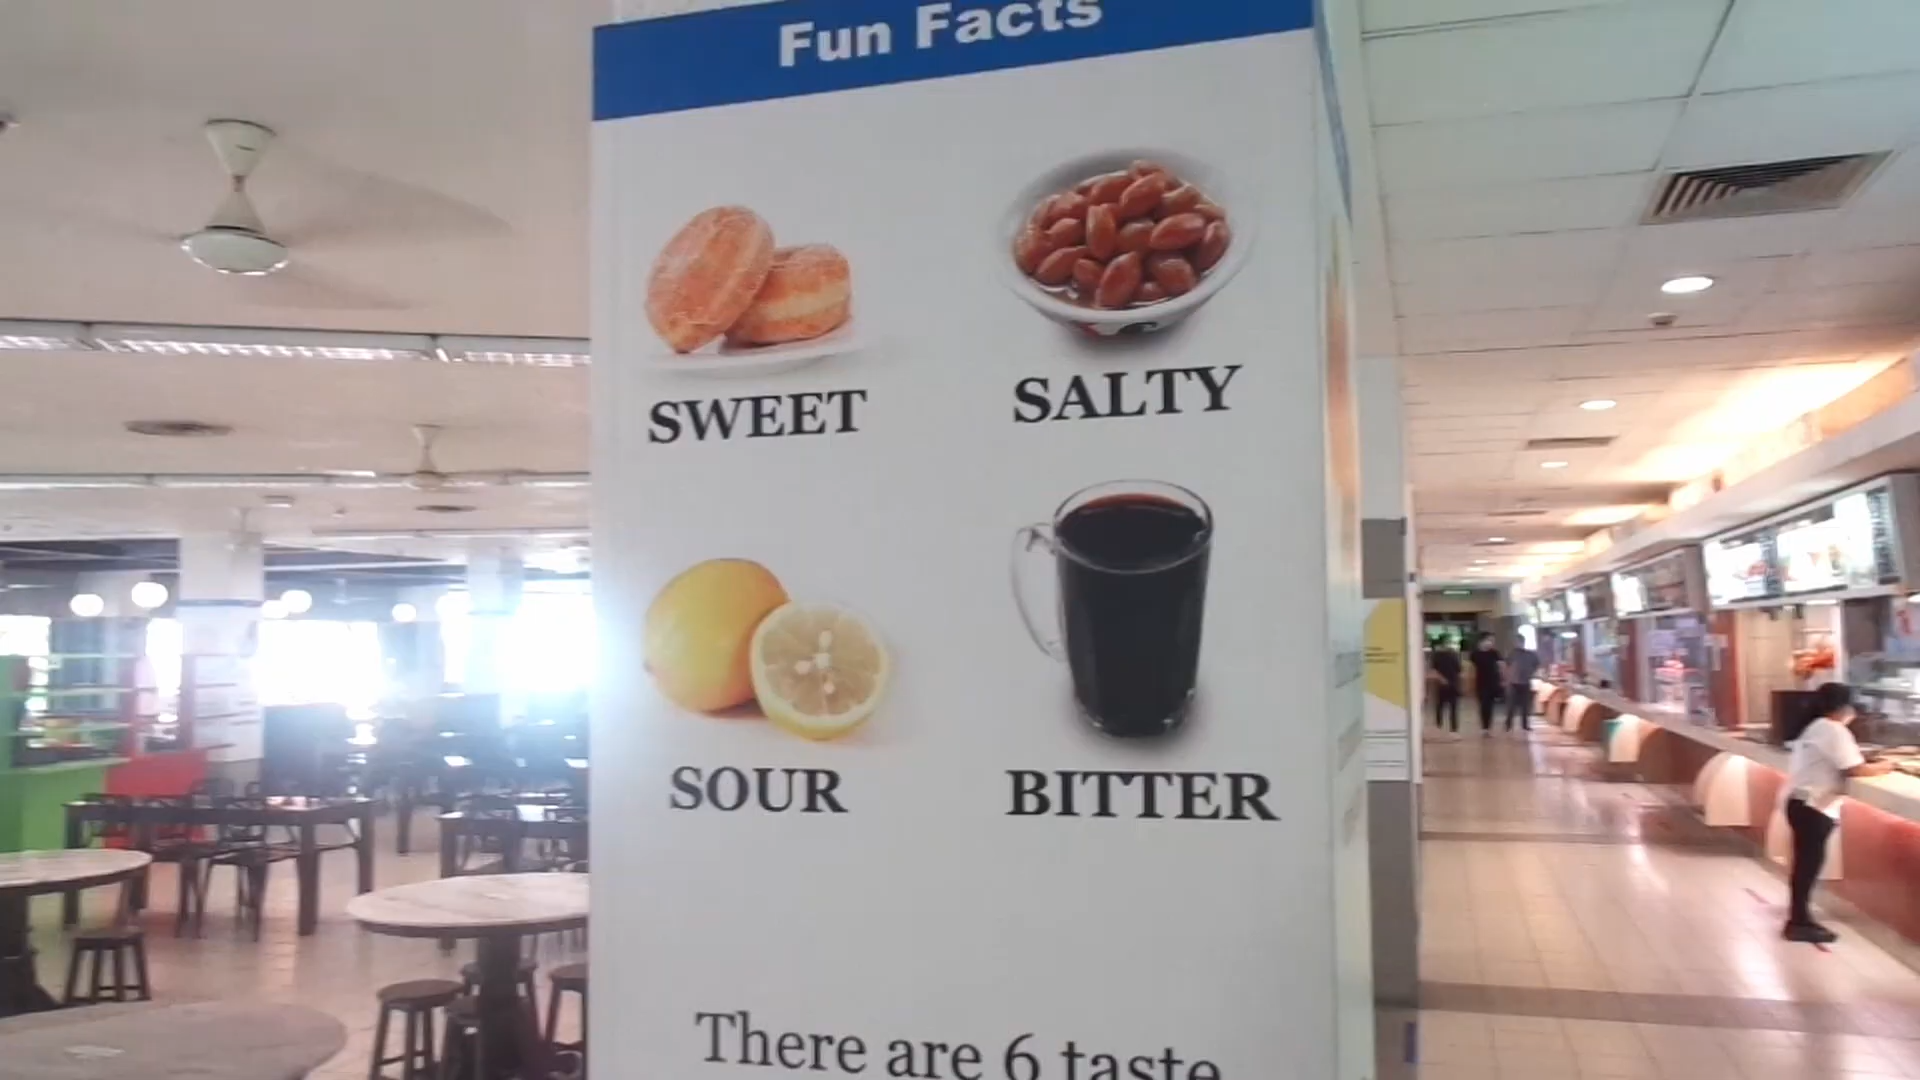 Fun Facts
SWEET
SALTY
SOUR
BITTER
There are 6 taste